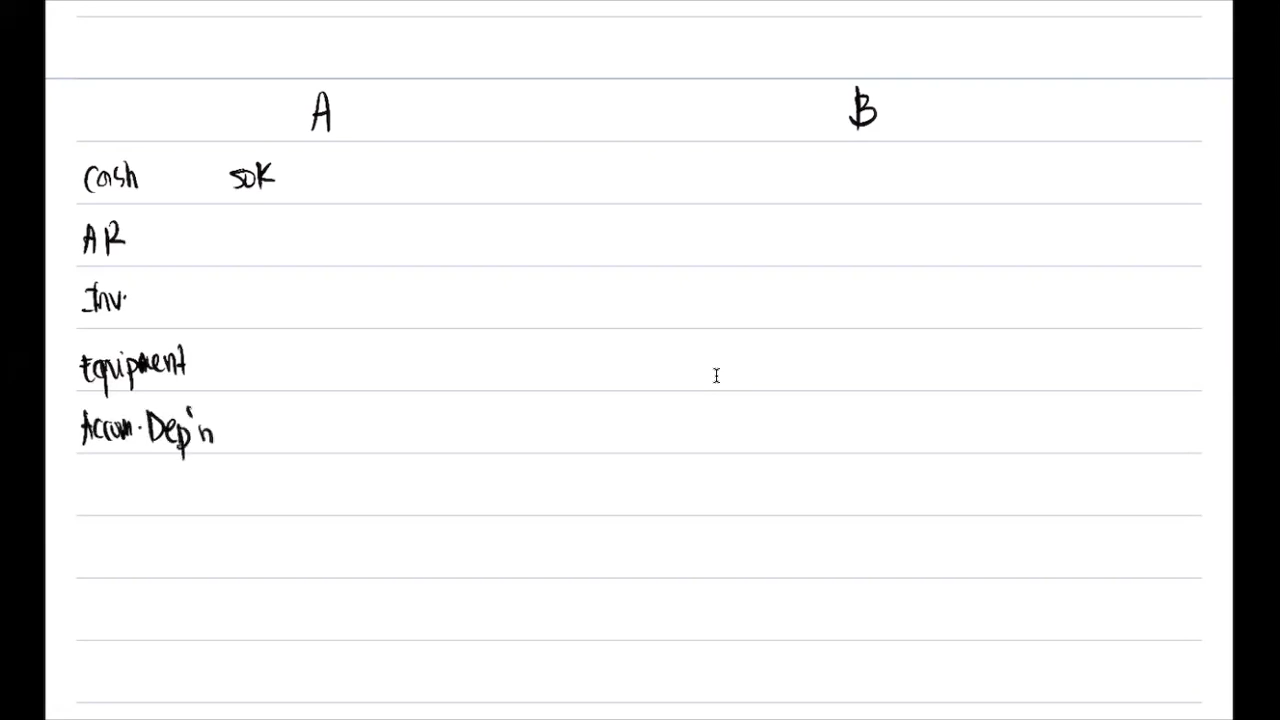 A B
Cash 50K
AR
Inv.
Equipment
Accum. Dep'n